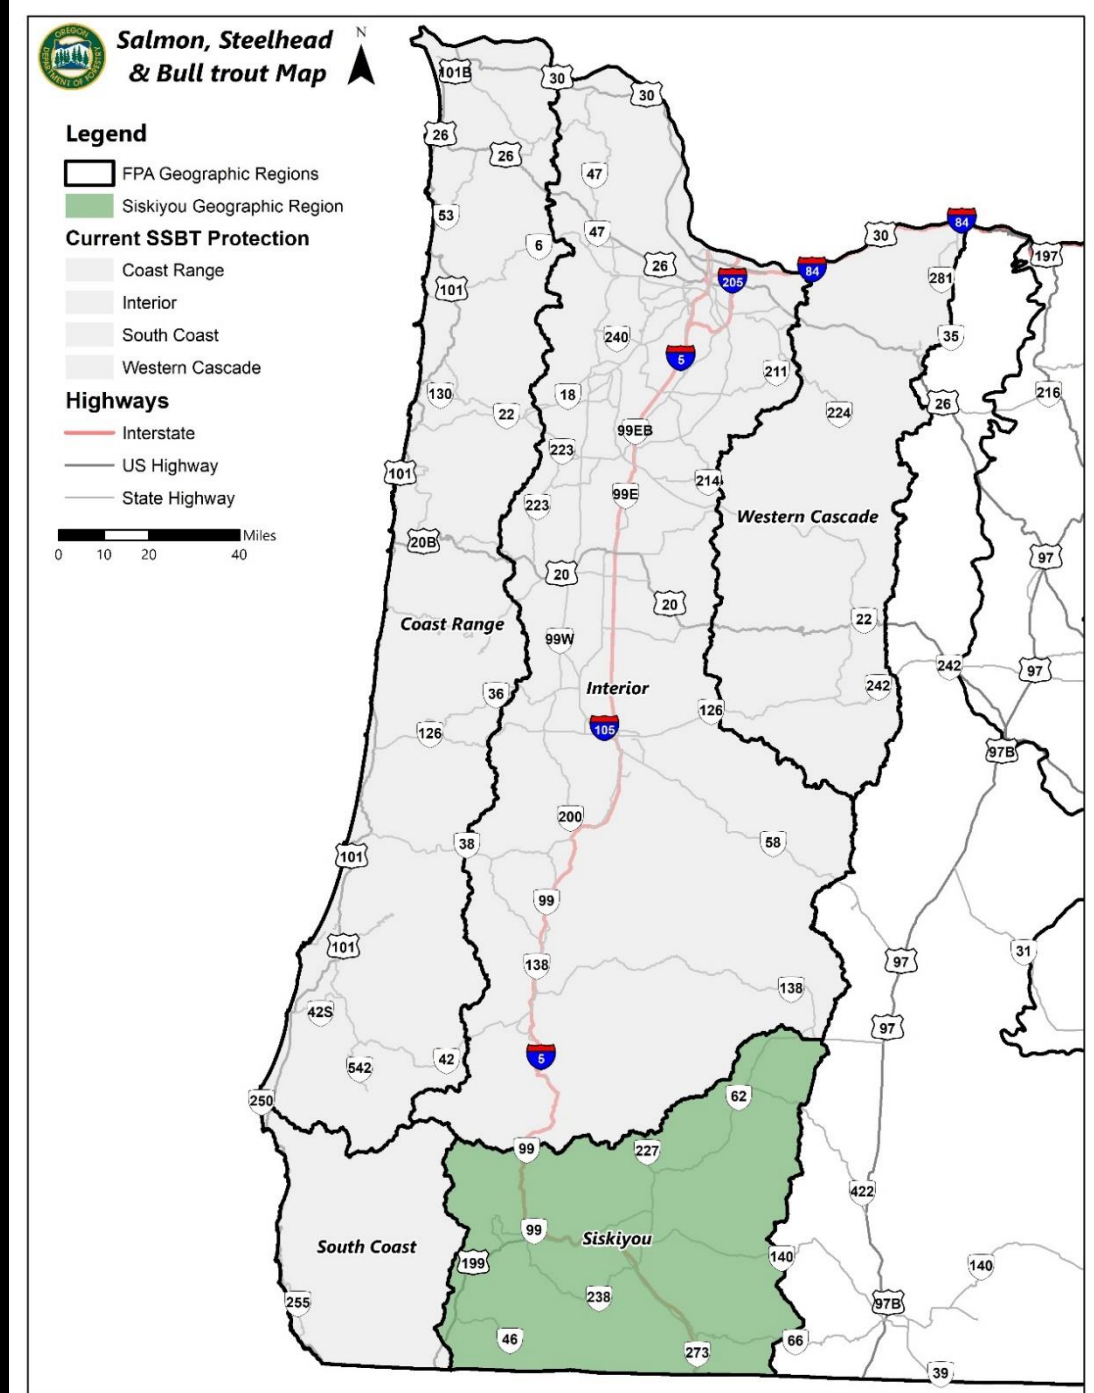 OREGON
DEPARTMENT OF FORESTRY
Salmon, Steelhead
& Bull trout Map
N
Legend
FPA Geographic Regions
Siskiyou Geographic Region
Current SSBT Protection
Coast Range
Interior
South Coast
Western Cascade
Highways
Interstate
US Highway
State Highway
Miles
0 10 20 40
101B
30
30
26
26
47
53
47
6
26
30
84
197
84
205
281
101
240
5
35
211
130
18
22
224
26
216
99EB
223
101
214
99E
223
Western Cascade
20B
97
20
20
Coast Range
22
99W
242
97
Interior
36
242
126
126
105
97B
200
38
58
101
99
101
31
138
97
138
42S
97
5
42
542
62
250
99
227
422
99
Siskiyou
South Coast
199
140
140
238
255
97B
46
66
273
39